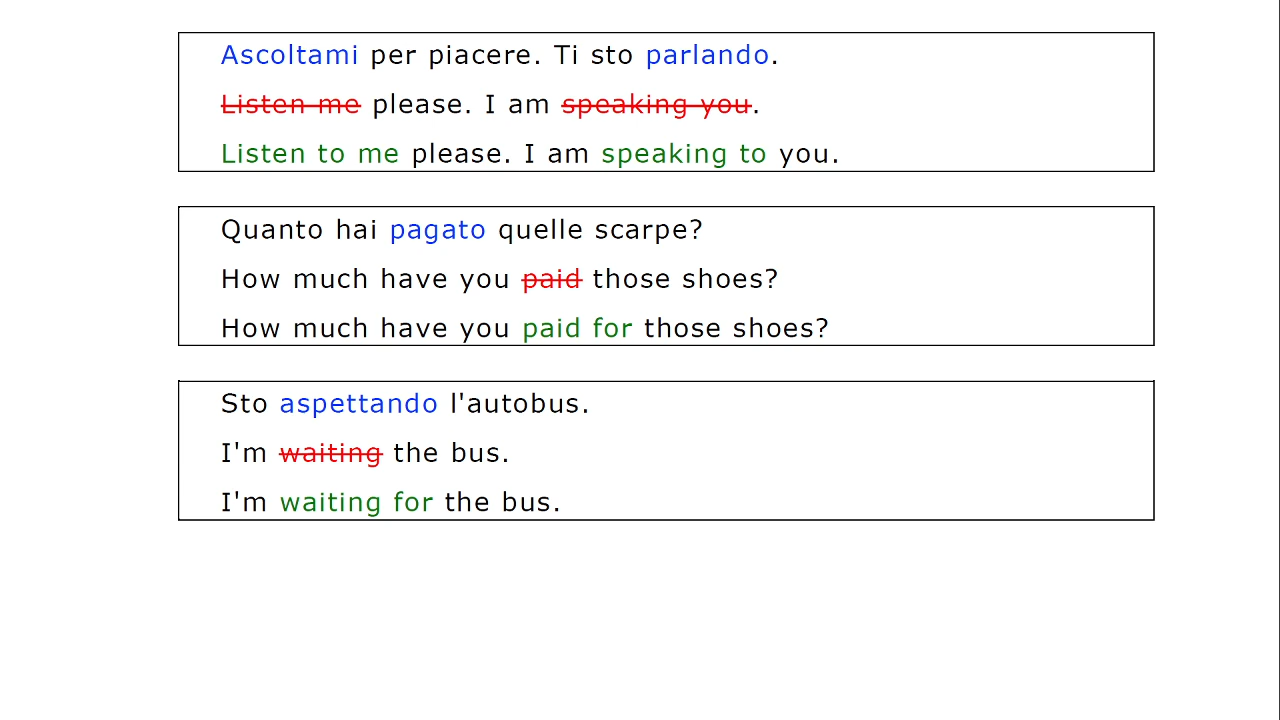 Ascoltami per piacere. Ti sto parlando.
Listen me please. I am speaking you.
Listen to me please. I am speaking to you.
Quanto hai pagato quelle scarpe?
How much have you paid those shoes?
How much have you paid for those shoes?
Sto aspettando l'autobus.
I'm waiting the bus.
I'm waiting for the bus.